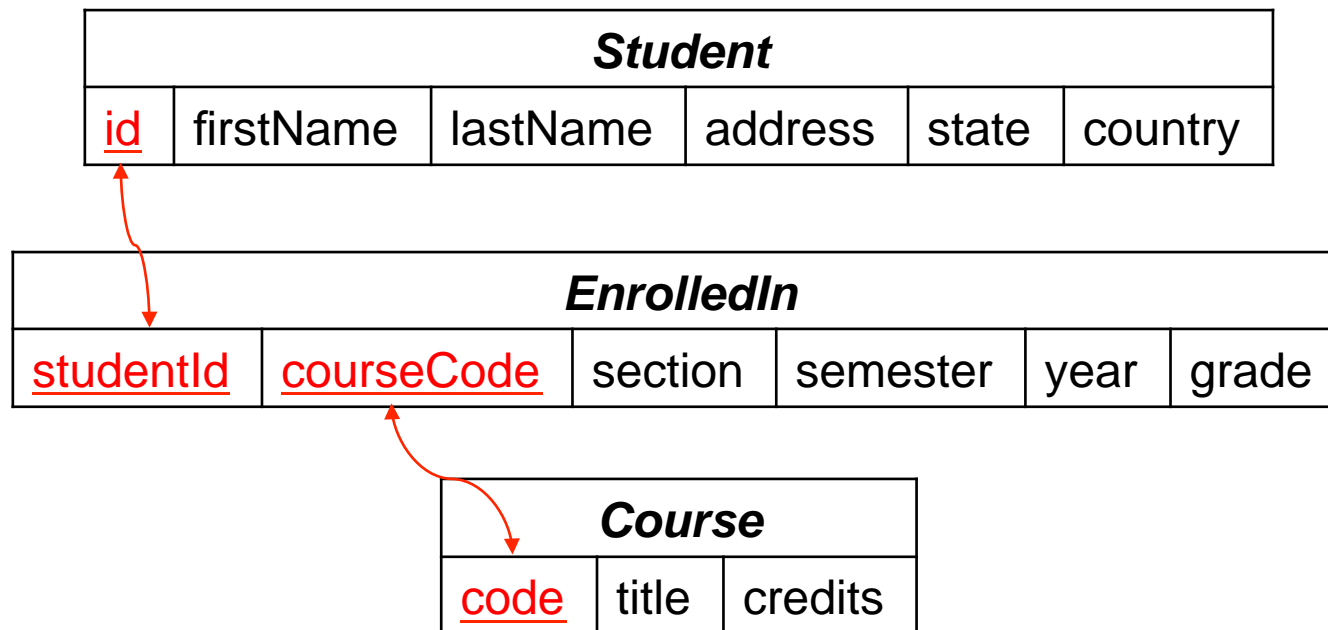 Student
id firstName lastName address state country
EnrolledIn
studentId courseCode section semester year grade
Course
code title credits